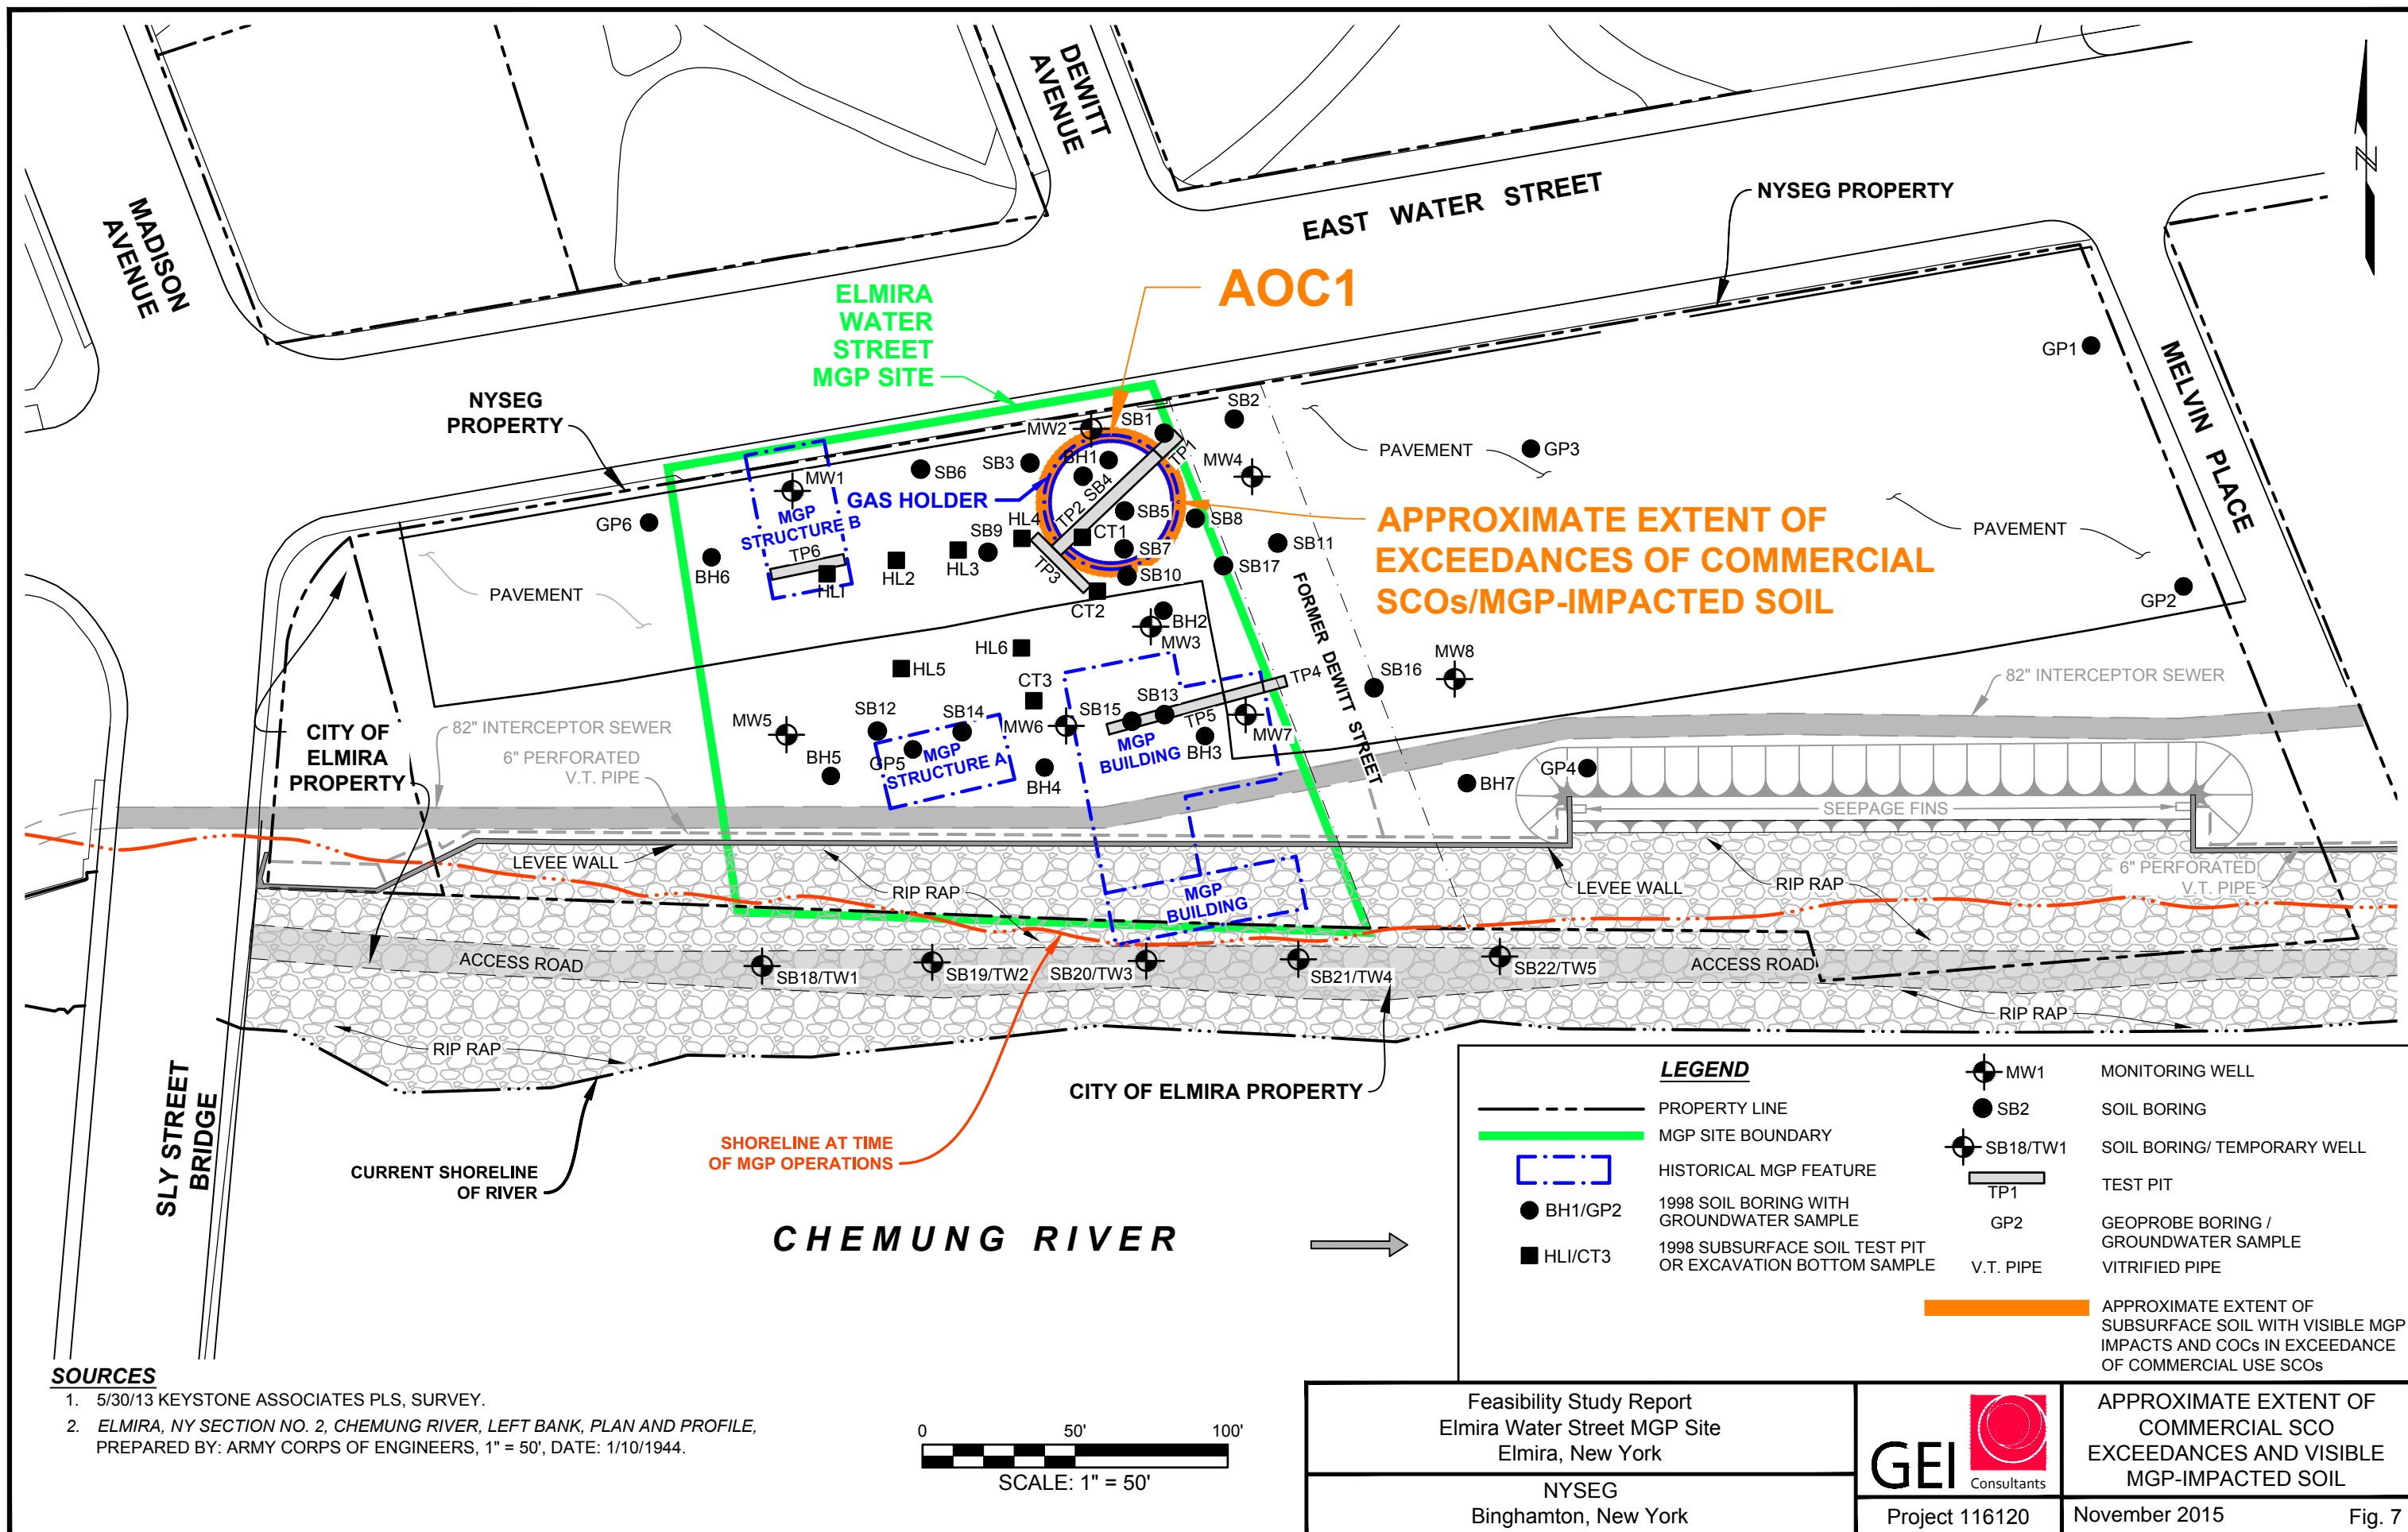 MADISON
AVENUE
DEWITT
AVENUE
EAST WATER STREET
NYSEG PROPERTY
AOC1
ELMIRA
WATER
STREET
MGP SITE
NYSEG
PROPERTY
MELVIN PLACE
GP1
GP2
GP3
PAVEMENT
PAVEMENT
PAVEMENT
SB2
SB1
MW2
SB3
BH1
TP1
MW4
SB6
MW1
GAS HOLDER
MGP
STRUCTURE B
GP6
TP2
SB4
SB5
SB8
HL4
CT1
SB9
SB7
SB11
SB17
SB10
TP3
TP6
HL1
HL2
HL3
BH6
CT2
BH2
MW3
APPROXIMATE EXTENT OF
EXCEEDANCES OF COMMERCIAL
SCOs/MGP-IMPACTED SOIL
FORMER DEWITT STREET
HL6
HL5
CT3
TP4
SB16
MW8
82" INTERCEPTOR SEWER
MW5
SB12
SB14
MW6
SB15
SB13
TP5
MW7
BH3
MGP
BUILDING
GP5
MGP
STRUCTURE A
BH5
BH4
BH7
GP4
SEEPAGE FINS
CITY OF
ELMIRA
PROPERTY
82" INTERCEPTOR SEWER
6" PERFORATED
V.T. PIPE
LEVEE WALL
RIP RAP
MGP
BUILDING
LEVEE WALL
RIP RAP
6" PERFORATED
V.T. PIPE
ACCESS ROAD
SB18/TW1
SB19/TW2
SB20/TW3
SB21/TW4
SB22/TW5
ACCESS ROAD
RIP RAP
RIP RAP
SLY STREET
BRIDGE
CURRENT SHORELINE
OF RIVER
SHORELINE AT TIME
OF MGP OPERATIONS
CITY OF ELMIRA PROPERTY
CHEMUNG RIVER
N
LEGEND
PROPERTY LINE
MGP SITE BOUNDARY
HISTORICAL MGP FEATURE
BH1/GP2 1998 SOIL BORING WITH
GROUNDWATER SAMPLE
HLI/CT3 1998 SUBSURFACE SOIL TEST PIT
OR EXCAVATION BOTTOM SAMPLE
MW1 MONITORING WELL
SB2 SOIL BORING
SB18/TW1 SOIL BORING/ TEMPORARY WELL
TP1 TEST PIT
GP2 GEOPROBE BORING /
GROUNDWATER SAMPLE
V.T. PIPE VITRIFIED PIPE
APPROXIMATE EXTENT OF
SUBSURFACE SOIL WITH VISIBLE MGP
IMPACTS AND COCs IN EXCEEDANCE
OF COMMERCIAL USE SCOs
SOURCES
1. 5/30/13 KEYSTONE ASSOCIATES PLS, SURVEY.
2. ELMIRA, NY SECTION NO. 2, CHEMUNG RIVER, LEFT BANK, PLAN AND PROFILE,
PREPARED BY: ARMY CORPS OF ENGINEERS, 1" = 50', DATE: 1/10/1944.
0 50' 100'
SCALE: 1" = 50'
Feasibility Study Report
Elmira Water Street MGP Site
Elmira, New York
NYSEG
Binghamton, New York
GEI
Consultants
Project 116120
APPROXIMATE EXTENT OF
COMMERCIAL SCO
EXCEEDANCES AND VISIBLE
MGP-IMPACTED SOIL
November 2015 Fig. 7